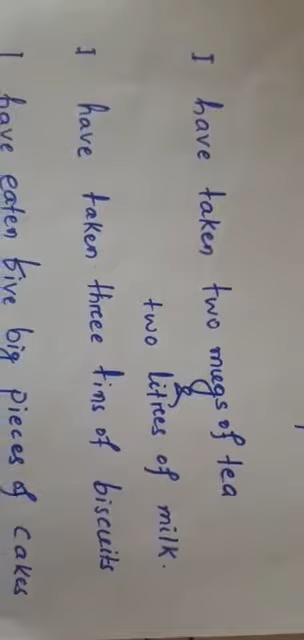 I have taken two mugs of tea
&
two litres of milk.
I have taken three tins of biscuits
I have eaten five big pieces of cakes